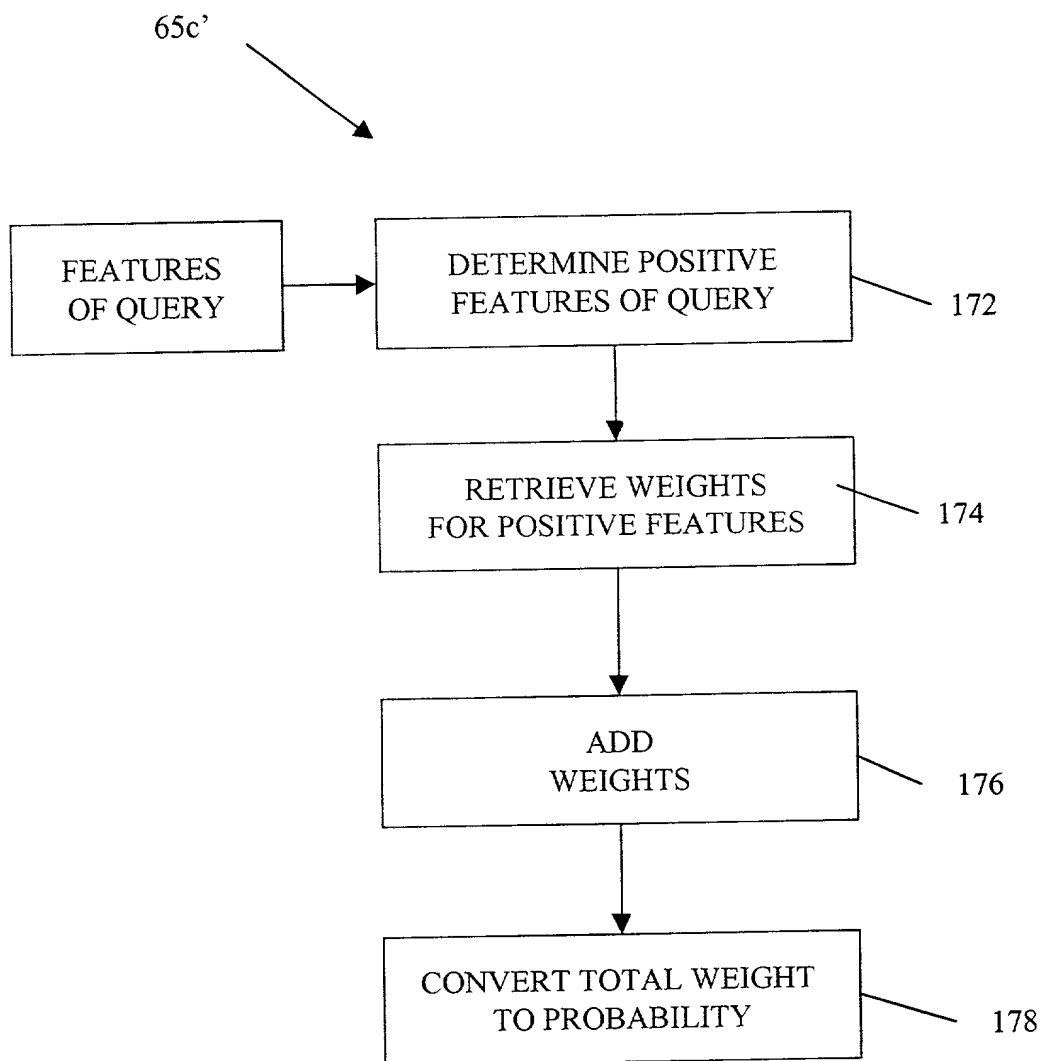 65c’
FEATURES
OF QUERY
DETERMINE POSITIVE
FEATURES OF QUERY
172
RETRIEVE WEIGHTS
FOR POSITIVE FEATURES
174
ADD
WEIGHTS
176
CONVERT TOTAL WEIGHT
TO PROBABILITY
178